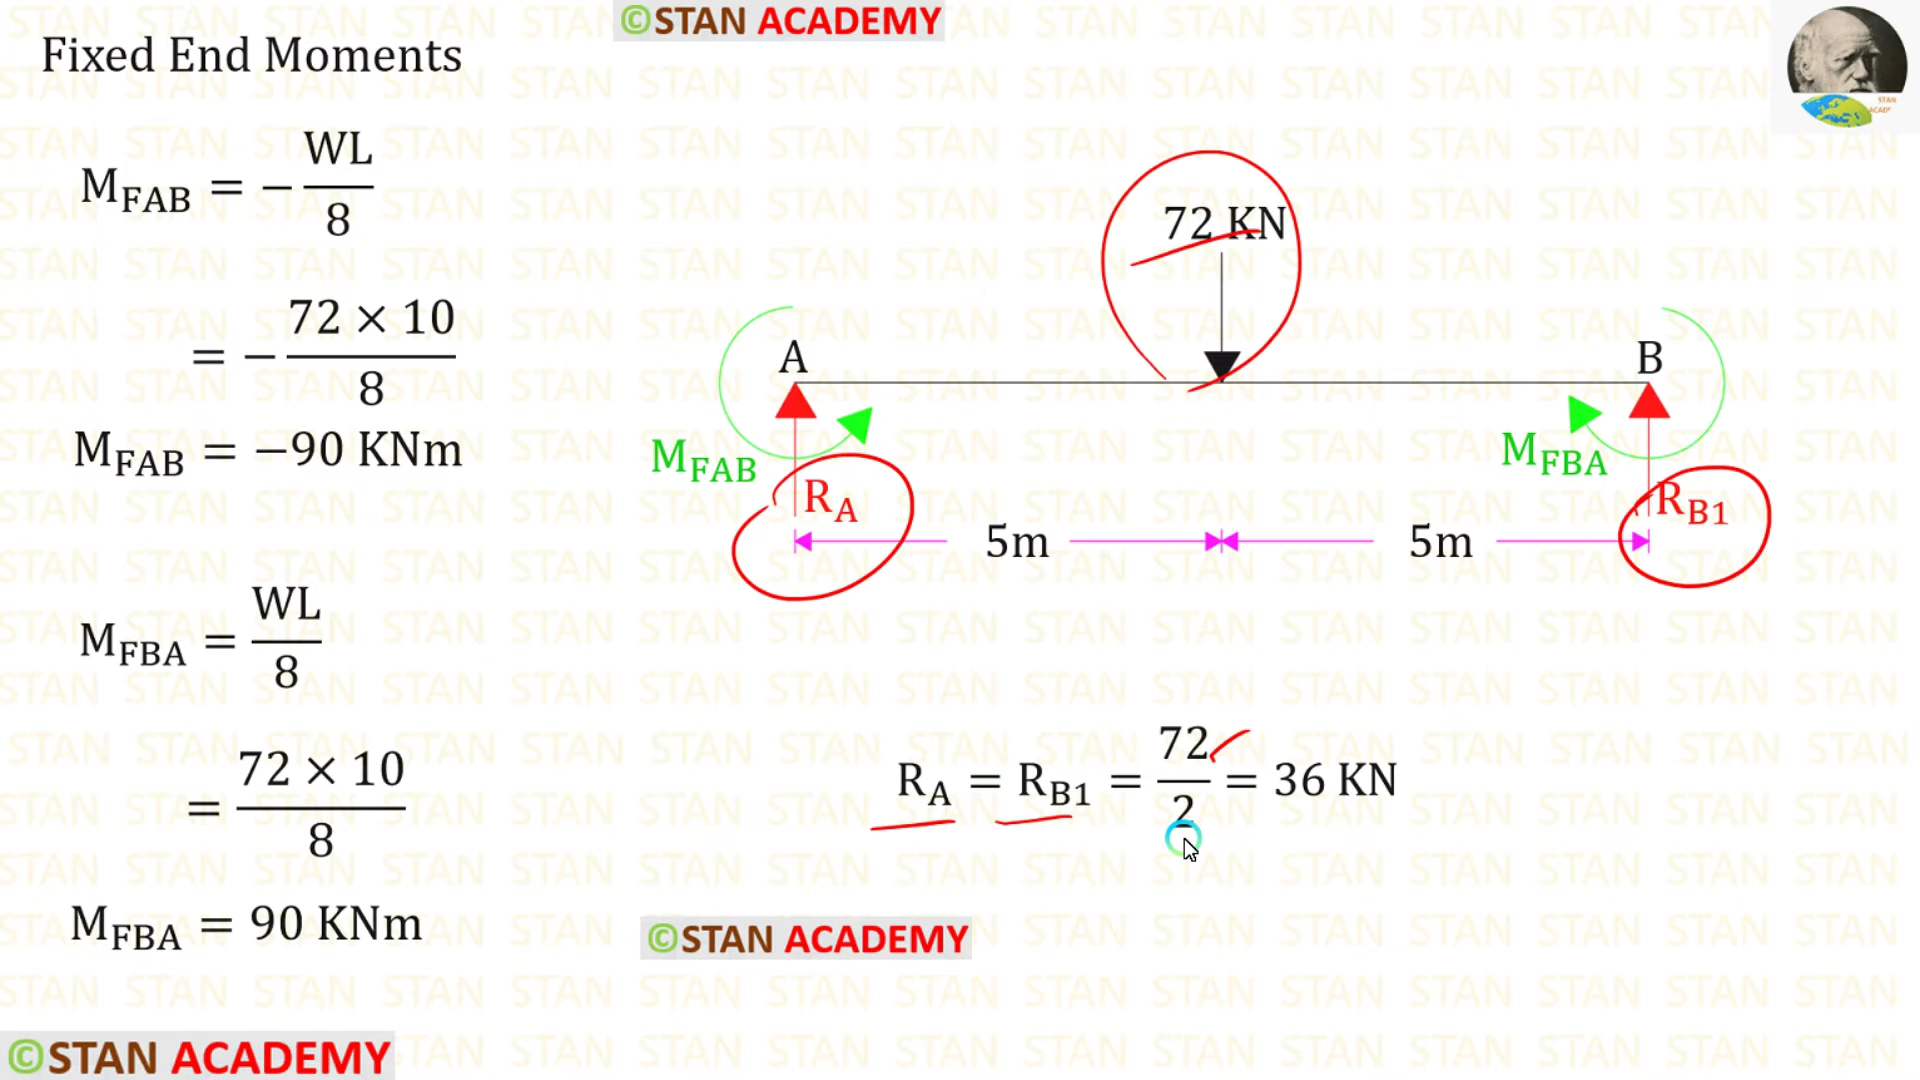 ©STAN ACADEMY
Fixed End Moments
STAN
ACADY
M_FAB = − WL/8
72 KN
= − (72 × 10)/8
A
B
M_FAB = −90 KNm
M_FAB
M_FBA
R_A
R_B1
5m
5m
M_FBA = WL/8
R_A = R_B1 = 72/2 = 36 KN
= (72 × 10)/8
M_FBA = 90 KNm
©STAN ACADEMY
©STAN ACADEMY